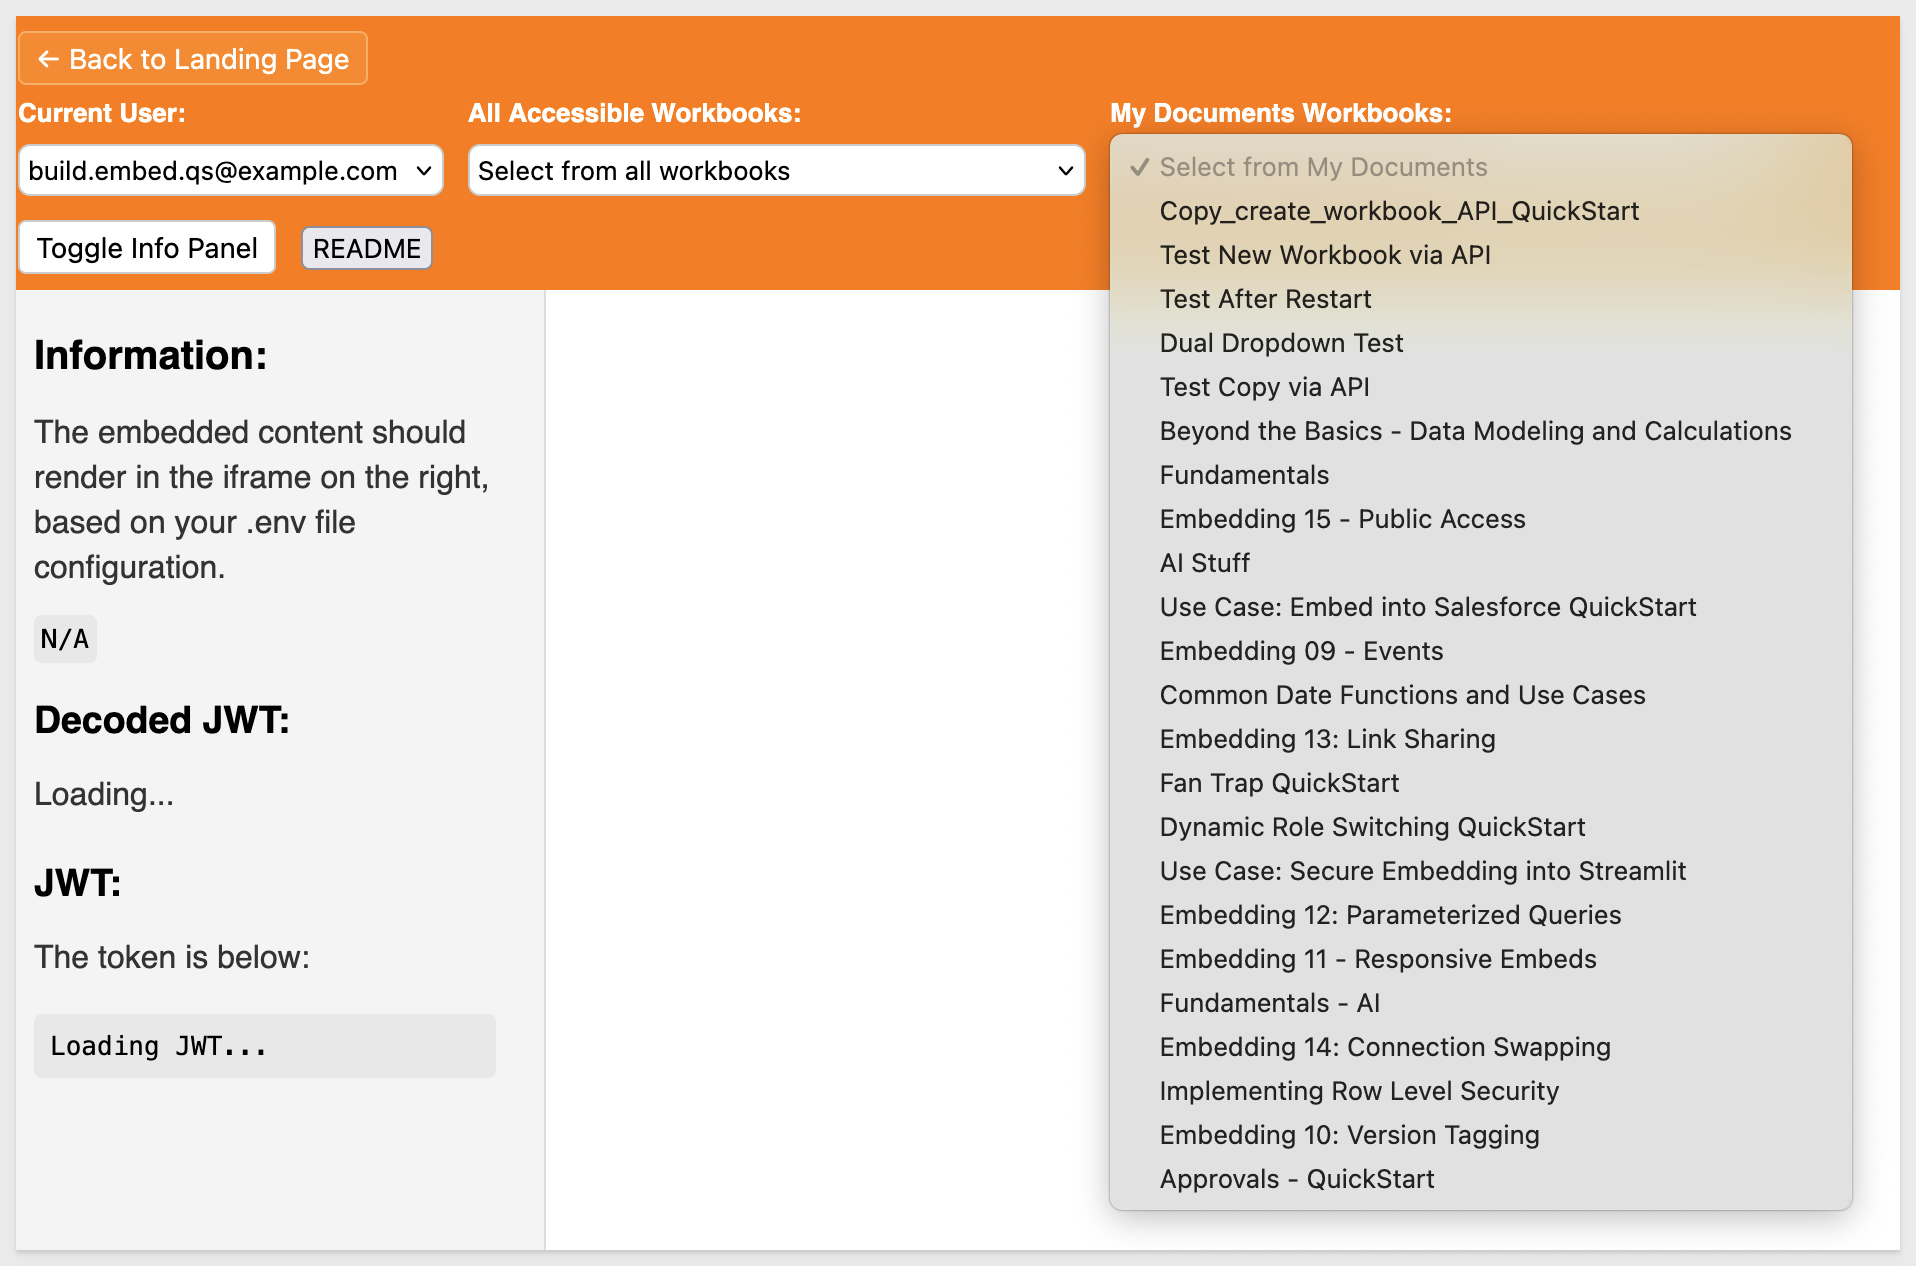 ← Back to Landing Page
Current User:
All Accessible Workbooks:
My Documents Workbooks:
build.embed.qs@example.com
Select from all workbooks
✓ Select from My Documents
Copy_create_workbook_API_QuickStart
Test New Workbook via API
Test After Restart
Dual Dropdown Test
Test Copy via API
Beyond the Basics - Data Modeling and Calculations
Fundamentals
Embedding 15 - Public Access
AI Stuff
Use Case: Embed into Salesforce QuickStart
Embedding 09 - Events
Common Date Functions and Use Cases
Embedding 13: Link Sharing
Fan Trap QuickStart
Dynamic Role Switching QuickStart
Use Case: Secure Embedding into Streamlit
Embedding 12: Parameterized Queries
Embedding 11 - Responsive Embeds
Fundamentals - AI
Embedding 14: Connection Swapping
Implementing Row Level Security
Embedding 10: Version Tagging
Approvals - QuickStart
Toggle Info Panel
README
Information:
The embedded content should
render in the iframe on the right,
based on your .env file
configuration.
N/A
Decoded JWT:
Loading...
JWT:
The token is below:
Loading JWT...